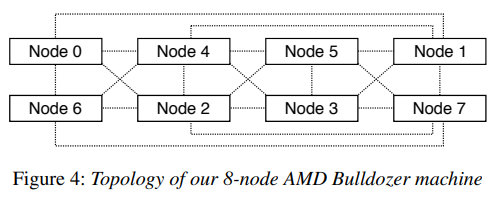 Node 0 Node 4 Node 5 Node 1
Node 6 Node 2 Node 3 Node 7
Figure 4: Topology of our 8-node AMD Bulldozer machine